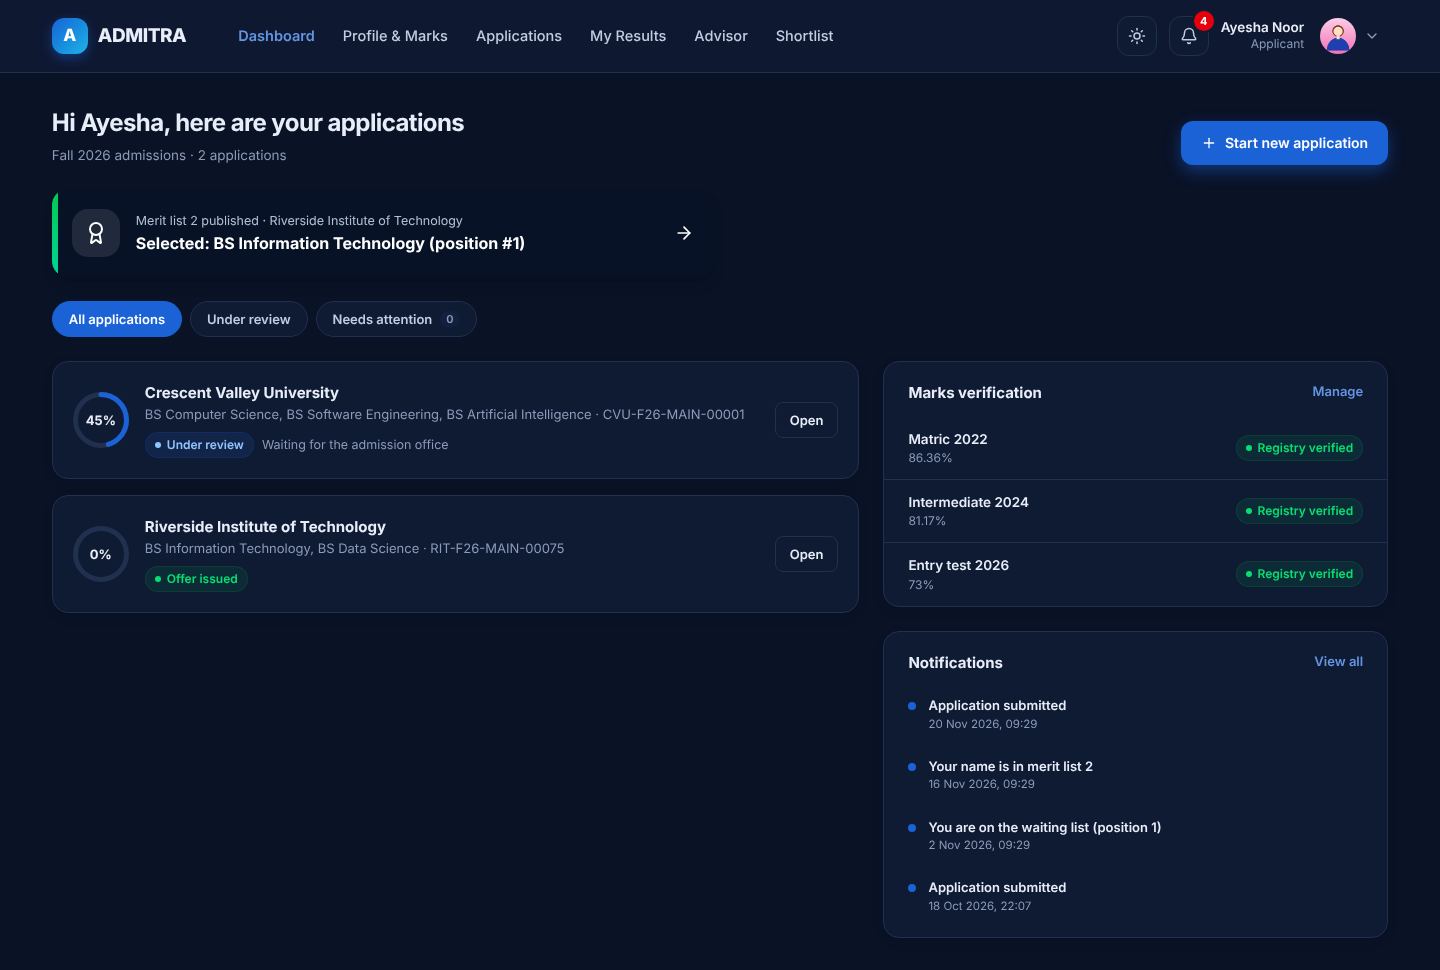 A ADMITRA
Dashboard
Profile & Marks
Applications
My Results
Advisor
Shortlist
4
Ayesha Noor
Applicant
Hi Ayesha, here are your applications
Fall 2026 admissions · 2 applications
+ Start new application
Merit list 2 published · Riverside Institute of Technology
Selected: BS Information Technology (position #1)
All applications
Under review
Needs attention 0
45%
Crescent Valley University
BS Computer Science, BS Software Engineering, BS Artificial Intelligence · CVU-F26-MAIN-00001
Under review Waiting for the admission office
Open
0%
Riverside Institute of Technology
BS Information Technology, BS Data Science · RIT-F26-MAIN-00075
Offer issued
Open
Marks verification
Manage
Matric 2022
86.36%
Registry verified
Intermediate 2024
81.17%
Registry verified
Entry test 2026
73%
Registry verified
Notifications
View all
Application submitted
20 Nov 2026, 09:29
Your name is in merit list 2
16 Nov 2026, 09:29
You are on the waiting list (position 1)
2 Nov 2026, 09:29
Application submitted
18 Oct 2026, 22:07